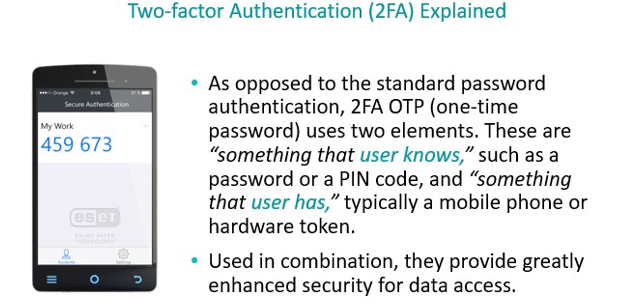 Two-factor Authentication (2FA) Explained
Orange
Secure Authentication
My Work
459 673
eset
ENJOY SAFER
TECHNOLOGY™
Accounts
Settings
• As opposed to the standard password
authentication, 2FA OTP (one-time
password) uses two elements. These are
“something that user knows,” such as a
password or a PIN code, and “something
that user has,” typically a mobile phone or
hardware token.
• Used in combination, they provide greatly
enhanced security for data access.